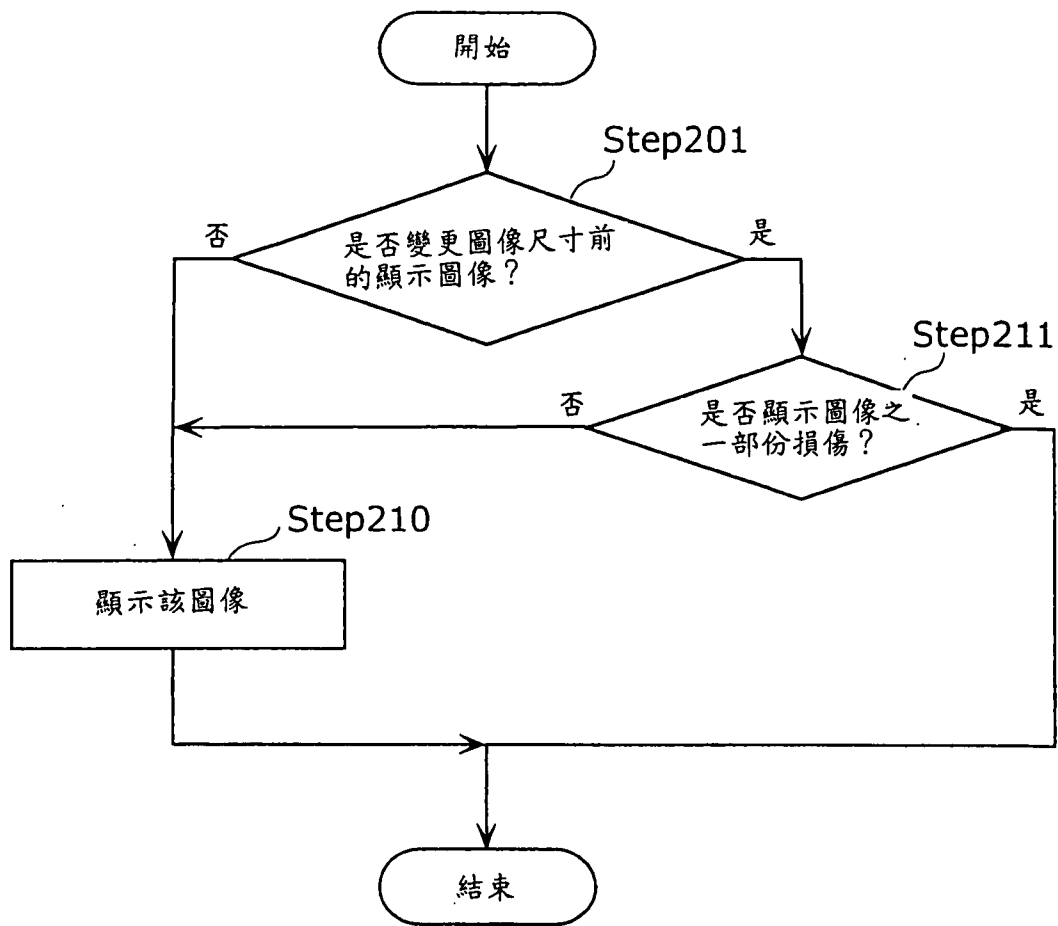 開始
Step201
否
是否變更圖像尺寸前
的顯示圖像？
是
Step211
否
是否顯示圖像之
一部份損傷？
是
Step210
顯示該圖像
結束